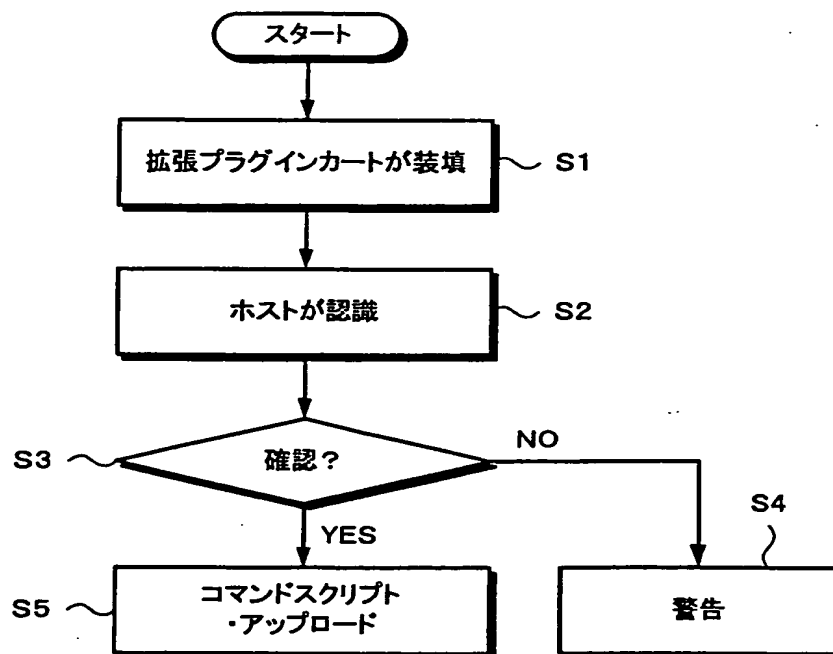 スタート
拡張プラグインカートが装填
S1
ホストが認識
S2
S3
確認？
NO
YES
S4
S5
コマンドスクリプト
・アップロード
警告